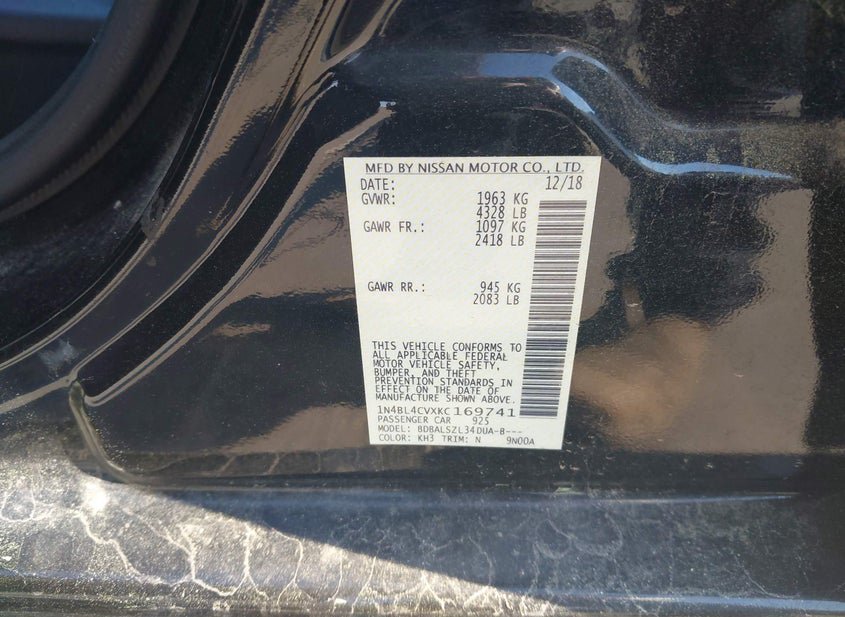 MFD BY NISSAN MOTOR CO., LTD.
DATE: 12/18
GVWR: 1963 KG
4328 LB
GAWR FR.: 1097 KG
2418 LB
GAWR RR.: 945 KG
2083 LB
THIS VEHICLE CONFORMS TO
ALL APPLICABLE FEDERAL
MOTOR VEHICLE SAFETY,
BUMPER, AND THEFT
PREVENTION STANDARDS IN
EFFECT ON THE DATE OF
MANUFACTURE SHOWN ABOVE.
1N4BL4CVXKC169741
PASSENGER CAR 925
MODEL: BDBALSZL34DUA-B---
COLOR: KH3 TRIM: N 9N00A